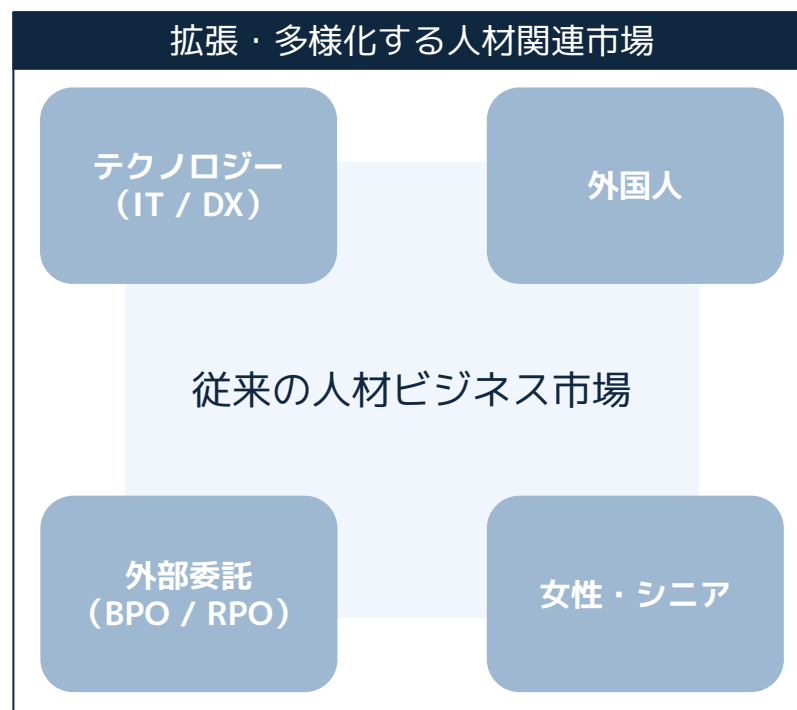 拡張・多様化する人材関連市場
テクノロジー
（IT / DX）
外国人
従来の人材ビジネス市場
外部委託
（BPO / RPO）
女性・シニア